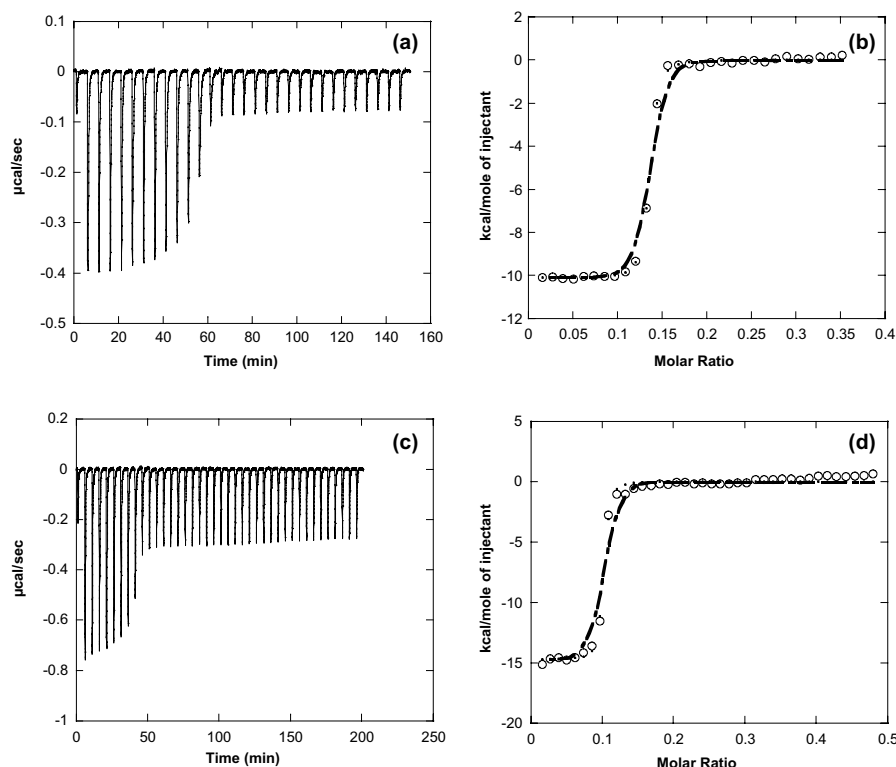 (a)
0.1
0
-0.1
-0.2
-0.3
-0.4
-0.5
µcal/sec
0 20 40 60 80 100 120 140 160
Time (min)
(b)
2
0
-2
-4
-6
-8
-10
-12
kcal/mole of injectant
0 0.05 0.1 0.15 0.2 0.25 0.3 0.35 0.4
Molar Ratio
(c)
0.2
0
-0.2
-0.4
-0.6
-0.8
-1
µcal/sec
0 50 100 150 200 250
Time (min)
(d)
5
0
-5
-10
-15
-20
kcal/mole of injectant
0 0.1 0.2 0.3 0.4 0.5
Molar Ratio